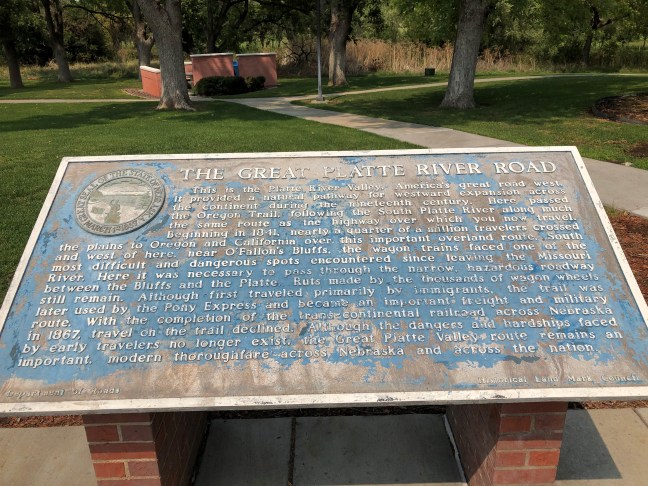 THE GREAT PLATTE RIVER ROAD
This is the Platte River Valley, America's great road west.
It provided a natural pathway for westward expansion across
the continent during the nineteenth century. Here passed
the Oregon Trail, following the South Platte River along much
the same route as the highway over which you now travel.
Beginning in 1841, nearly a quarter of a million travelers crossed
the plains to Oregon and California over this important overland route. South
and west of here, near O'Fallon's Bluffs, the wagon trains faced one of the
most difficult and dangerous spots encountered since leaving the Missouri
River. Here it was necessary to pass through the narrow, hazardous roadway
between the Bluffs and the Platte. Ruts made by the thousands of wagon wheels
still remain. Although first traveled primarily by immigrants, the trail was
later used by the Pony Express and became an important freight and military
route. With the completion of the trans-continental railroad across Nebraska
in 1867, travel on the trail declined. Although the dangers and hardships faced
by early travelers no longer exist, the Great Platte Valley route remains an
important, modern thoroughfare across Nebraska and across the nation.
Department of Roads
Historical Land Mark Council